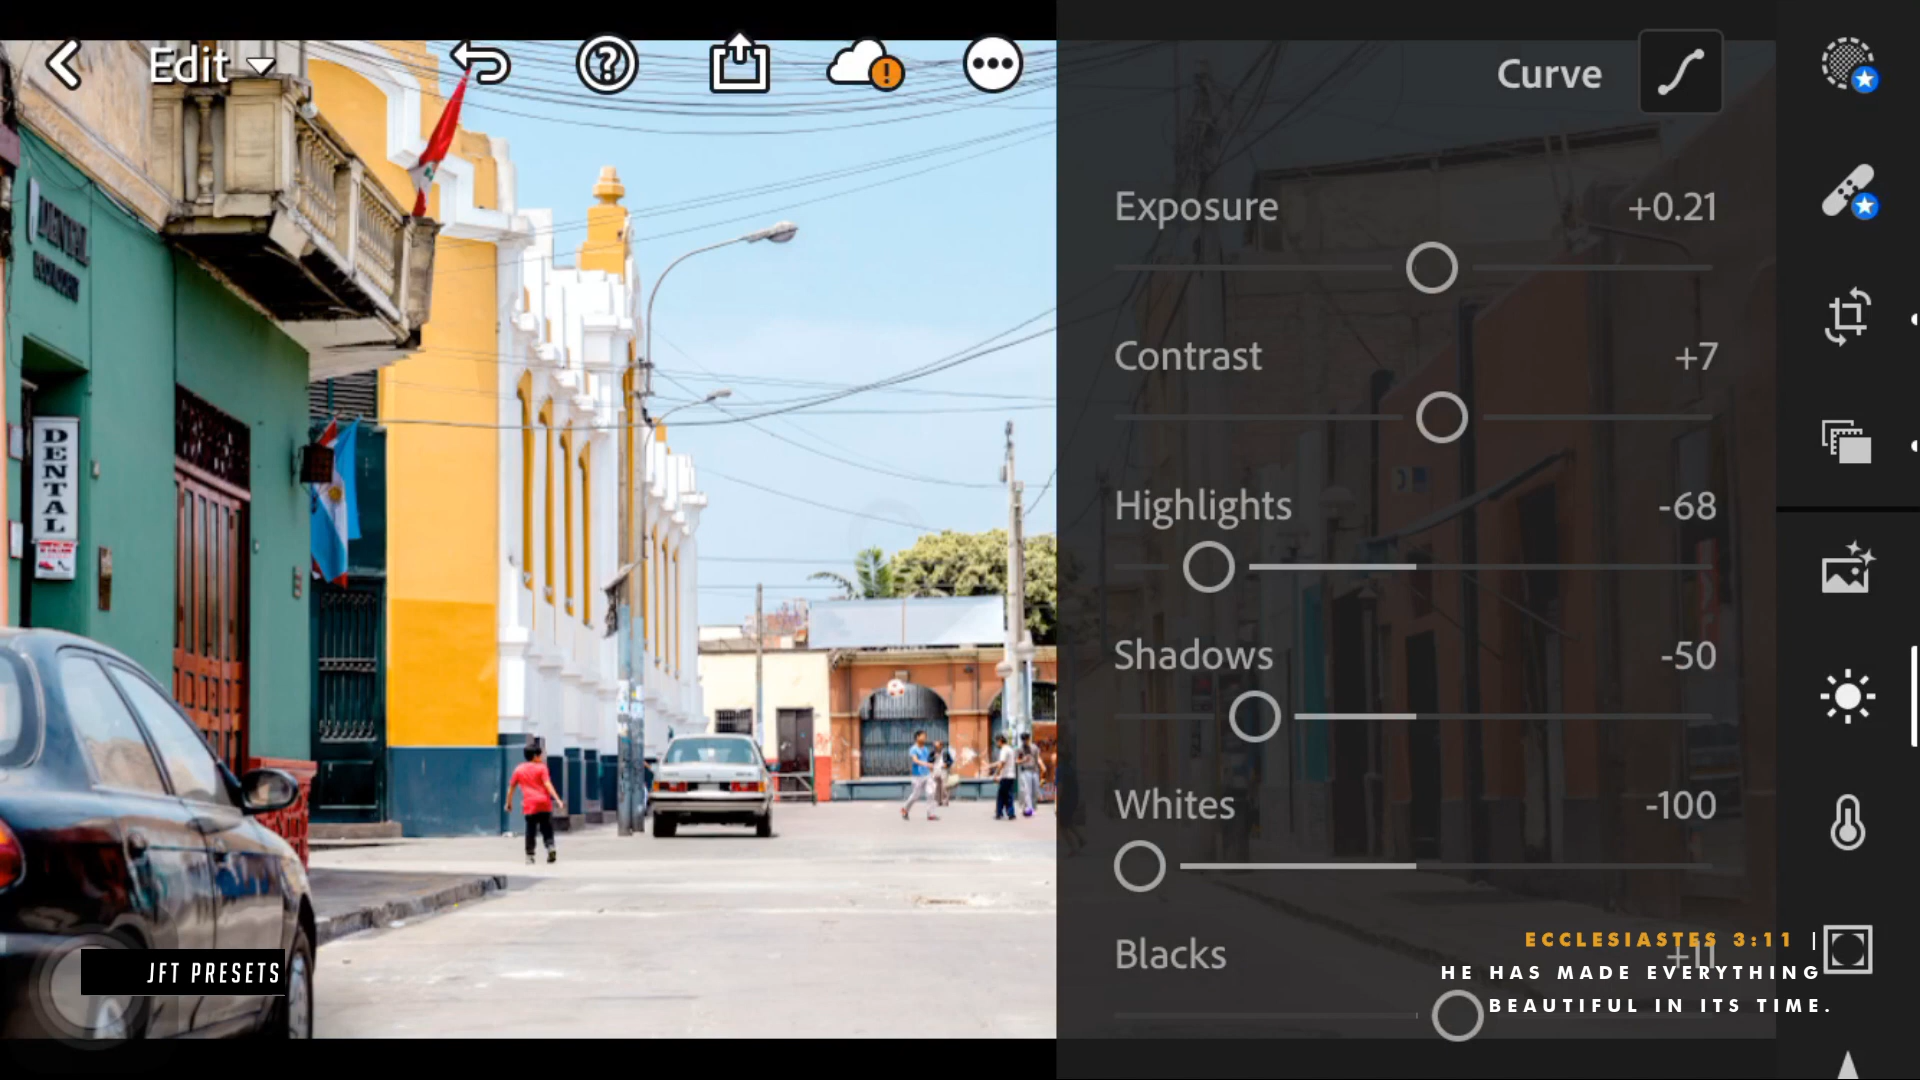 Edit
Curve
Exposure +0.21
Contrast +7
Highlights -68
Shadows -50
Whites -100
Blacks
DENTAL
DENTAL
JFT PRESETS
ECCLESIASTES 3:11 |
HE HAS MADE EVERYTHING
BEAUTIFUL IN ITS TIME.